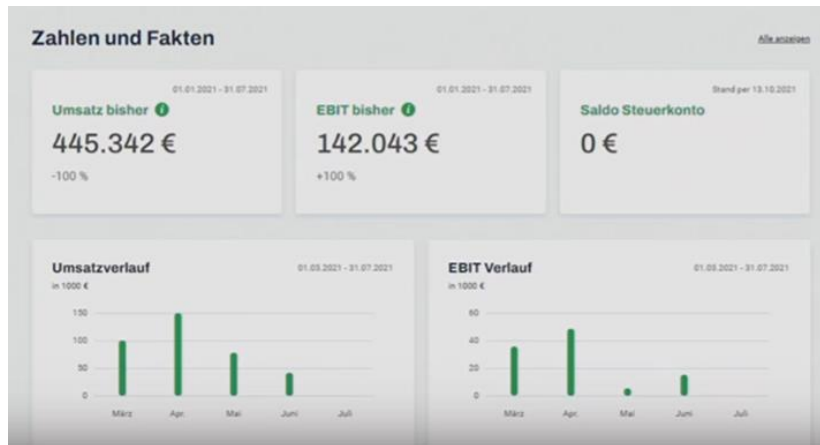 Zahlen und Fakten
Alle anzeigen
01.01.2021 - 31.07.2021
Umsatz bisher i
445.342 €
-100 %
01.01.2021 - 31.07.2021
EBIT bisher i
142.043 €
+100 %
Stand per 13.10.2021
Saldo Steuerkonto
0 €
Umsatzverlauf
01.03.2021 - 31.07.2021
in 1000 €
150
100
50
0
März Apr. Mai Juni Juli
EBIT Verlauf
01.03.2021 - 31.07.2021
in 1000 €
60
40
20
0
März Apr. Mai Juni Juli